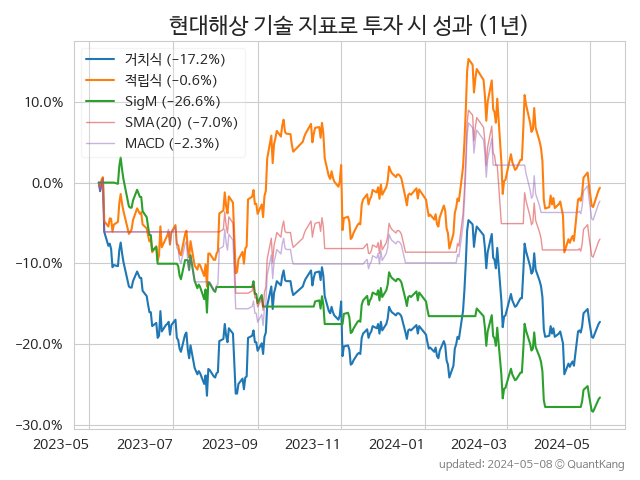 현대해상 기술 지표로 투자 시 성과 (1년)
거치식 (−17.2%)
적립식 (−0.6%)
SigM (−26.6%)
SMA(20) (−7.0%)
MACD (−2.3%)
10.0%
0.0%
−10.0%
−20.0%
−30.0%
2023-05 2023-07 2023-09 2023-11 2024-01 2024-03 2024-05
updated: 2024-05-08 © QuantKang